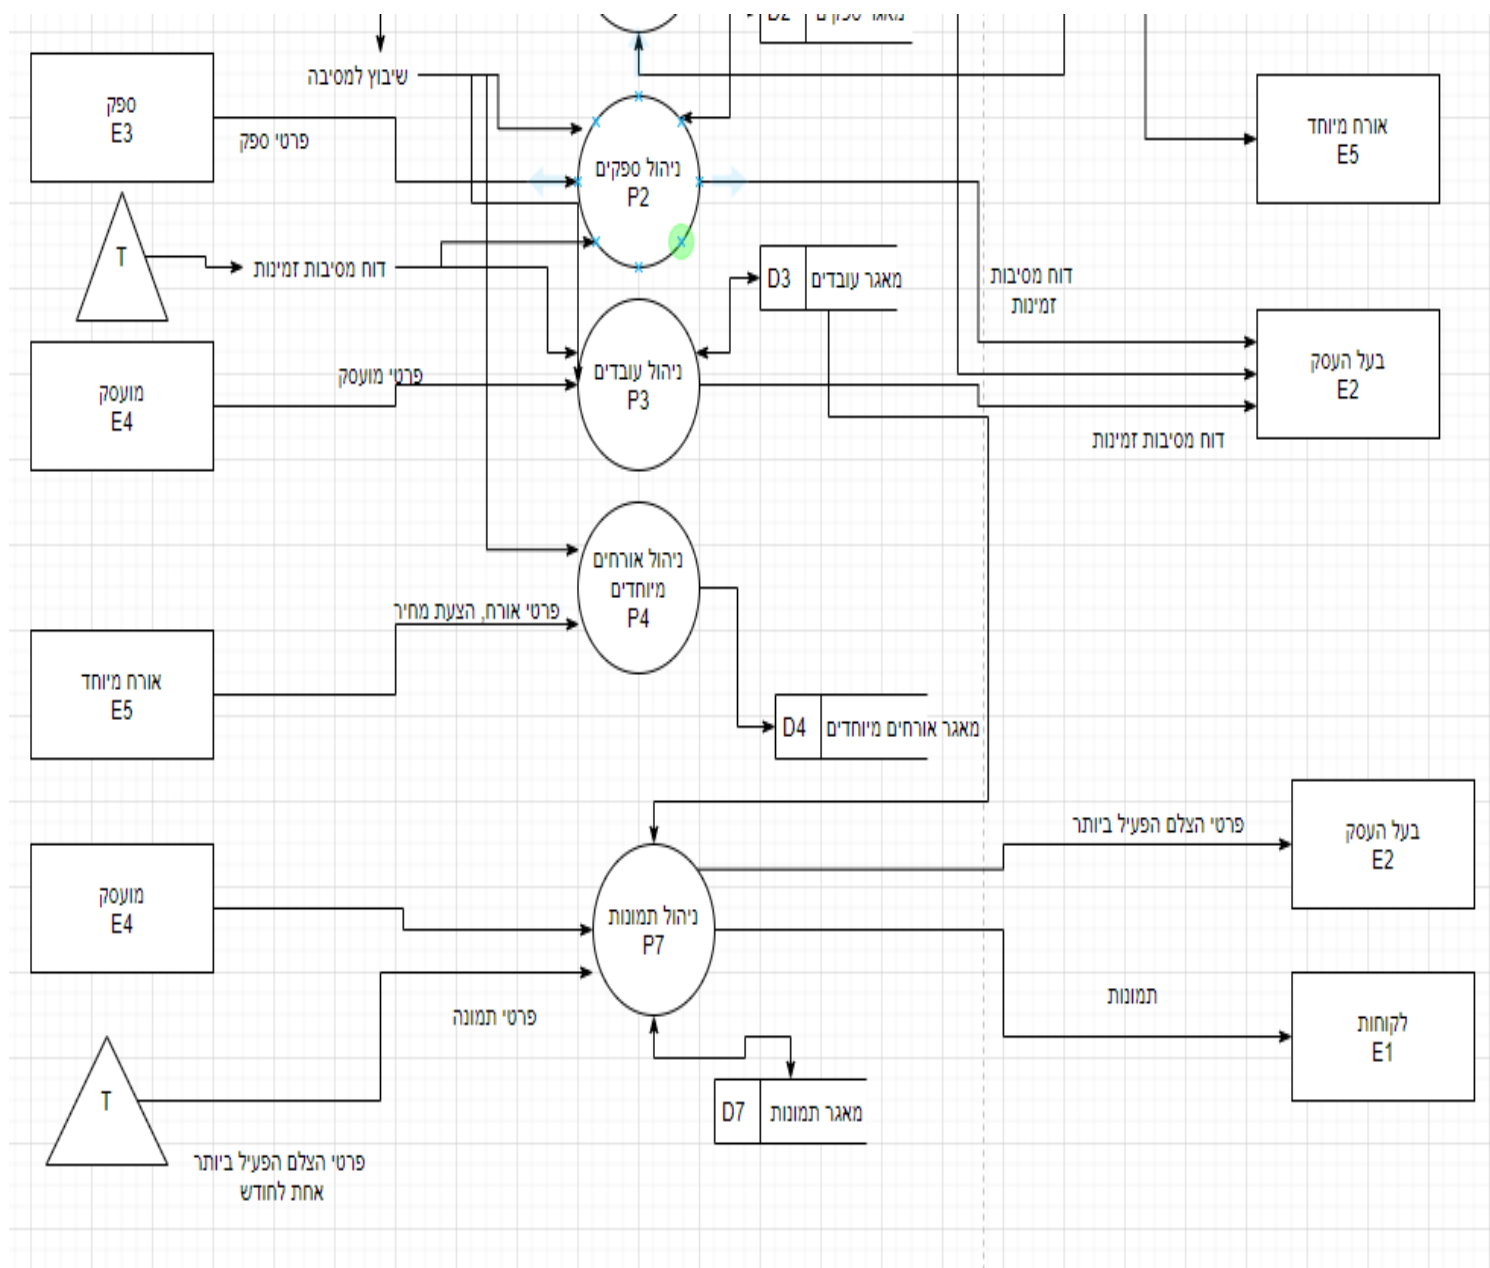 D2 מאגר ספקים
שיבוץ למסיבה
ספק
E3
פרטי ספק
ניהול ספקים
P2
אורח מיוחד
E5
T
דוח מסיבות זמינות
D3 מאגר עובדים
דוח מסיבות
זמינות
מועסק
E4
פרטי מועסק
ניהול עובדים
P3
בעל העסק
E2
דוח מסיבות זמינות
ניהול אורחים
מיוחדים
P4
פרטי אורח, הצעת מחיר
אורח מיוחד
E5
D4 מאגר אורחים מיוחדים
פרטי הצלם הפעיל ביותר
בעל העסק
E2
מועסק
E4
ניהול תמונות
P7
פרטי תמונה
תמונות
לקוחות
E1
T
D7 מאגר תמונות
פרטי הצלם הפעיל ביותר
אחת לחודש